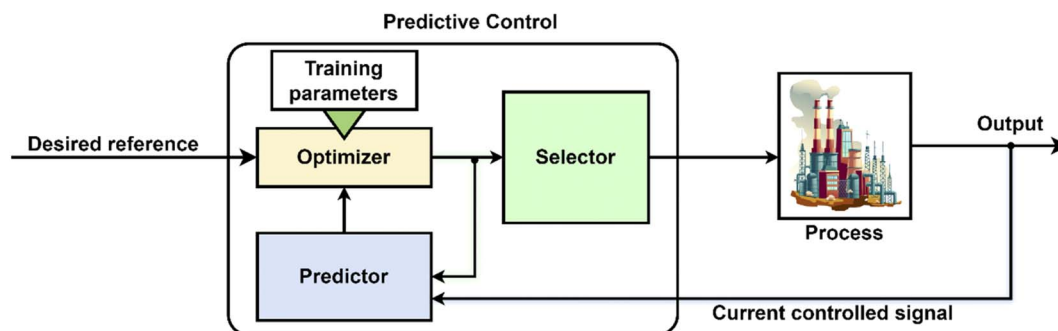 Predictive Control
Training
parameters
Desired reference
Optimizer
Selector
Output
Process
Predictor
Current controlled signal